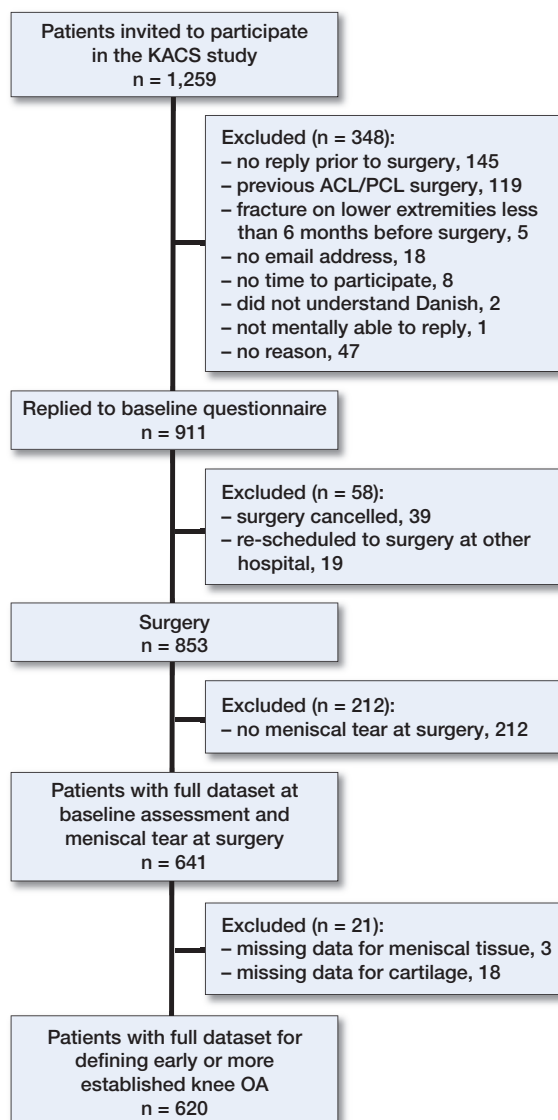 Patients invited to participate
in the KACS study
n = 1,259
Excluded (n = 348):
– no reply prior to surgery, 145
– previous ACL/PCL surgery, 119
– fracture on lower extremities less
than 6 months before surgery, 5
– no email address, 18
– no time to participate, 8
– did not understand Danish, 2
– not mentally able to reply, 1
– no reason, 47
Replied to baseline questionnaire
n = 911
Excluded (n = 58):
– surgery cancelled, 39
– re-scheduled to surgery at other
hospital, 19
Surgery
n = 853
Excluded (n = 212):
– no meniscal tear at surgery, 212
Patients with full dataset at
baseline assessment and
meniscal tear at surgery
n = 641
Excluded (n = 21):
– missing data for meniscal tissue, 3
– missing data for cartilage, 18
Patients with full dataset for
defining early or more
established knee OA
n = 620